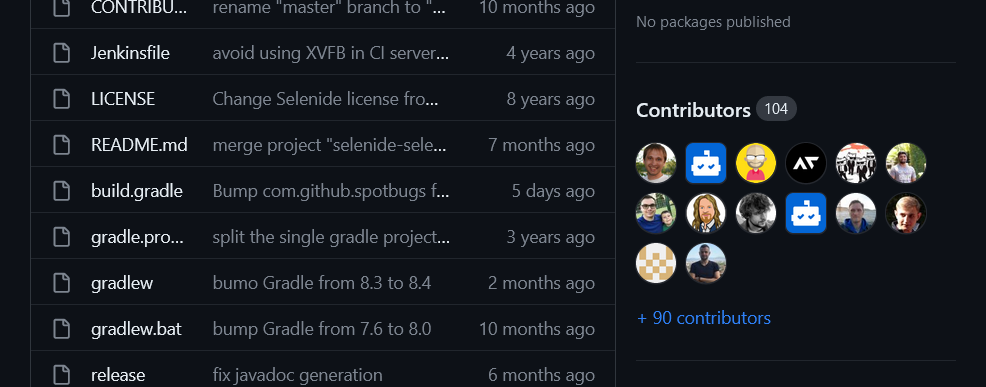 CONTRIBU... rename "master" branch to "... 10 months ago
Jenkinsfile avoid using XVFB in CI server... 4 years ago
LICENSE Change Selenide license fro... 8 years ago
README.md merge project "selenide-sele... 7 months ago
build.gradle Bump com.github.spotbugs f... 5 days ago
gradle.pro... split the single gradle project... 3 years ago
gradlew bumo Gradle from 8.3 to 8.4 2 months ago
gradlew.bat bump Gradle from 7.6 to 8.0 10 months ago
release fix javadoc generation 6 months ago
No packages published
Contributors 104
+ 90 contributors